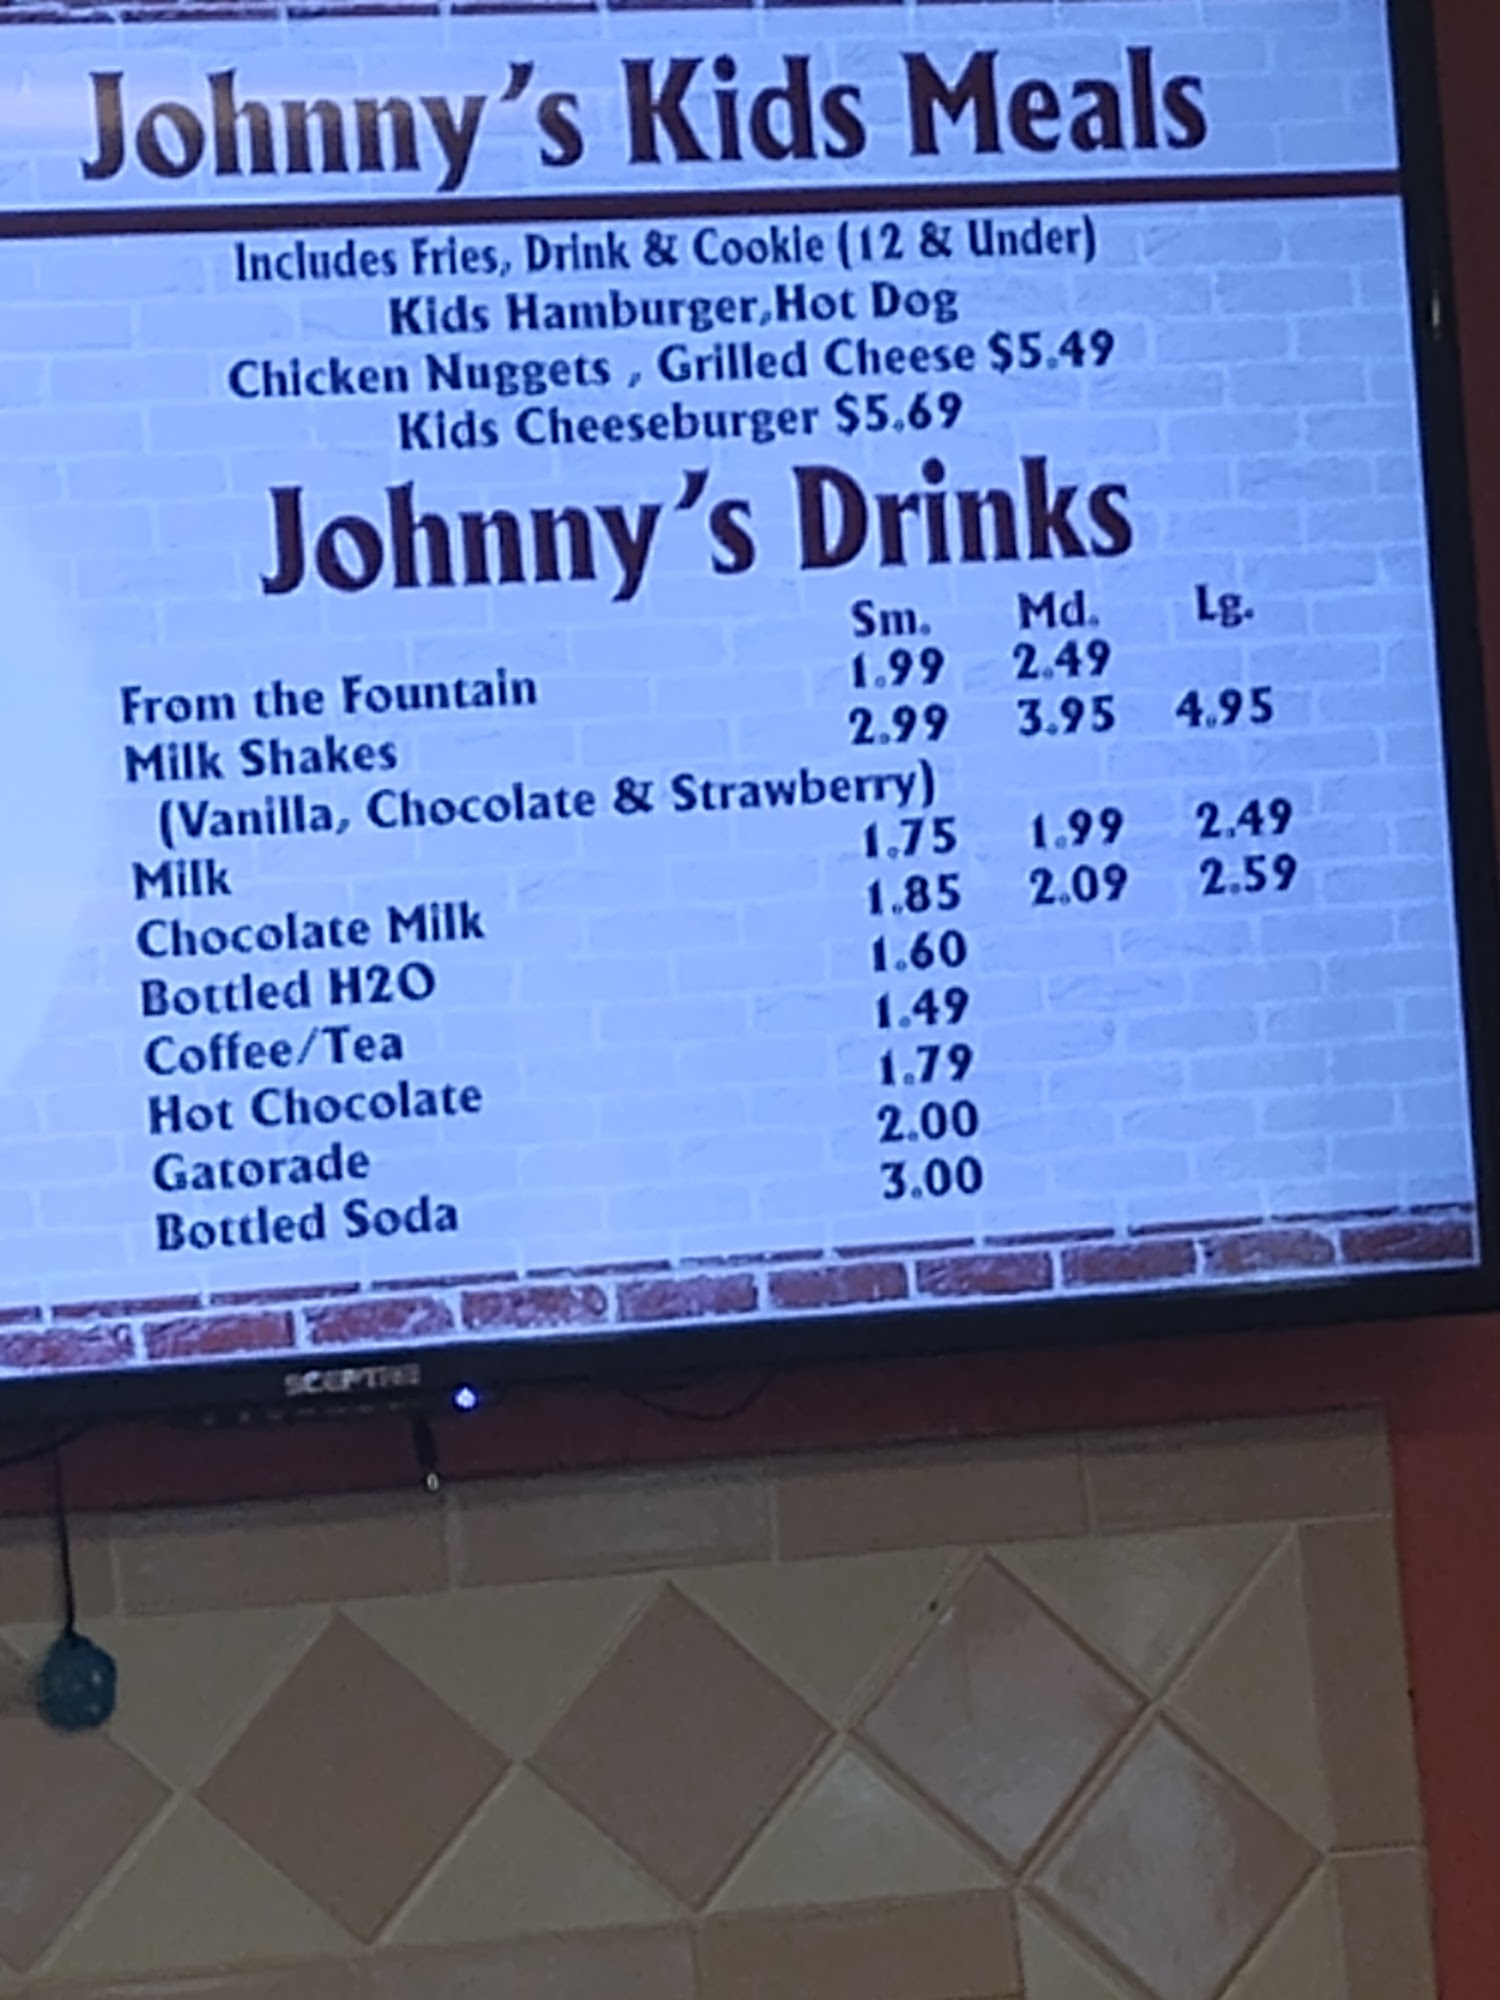 Johnny's Kids Meals
Includes Fries, Drink & Cookie (12 & Under)
Kids Hamburger,Hot Dog
Chicken Nuggets , Grilled Cheese $5.49
Kids Cheeseburger $5.69
Johnny's Drinks
Sm. Md. Lg.
From the Fountain 1.99 2.49
Milk Shakes 2.99 3.95 4.95
(Vanilla, Chocolate & Strawberry)
Milk 1.75 1.99 2.49
Chocolate Milk 1.85 2.09 2.59
Bottled H2O 1.60
Coffee/Tea 1.49
Hot Chocolate 1.79
Gatorade 2.00
Bottled Soda 3.00
SCEPTRE